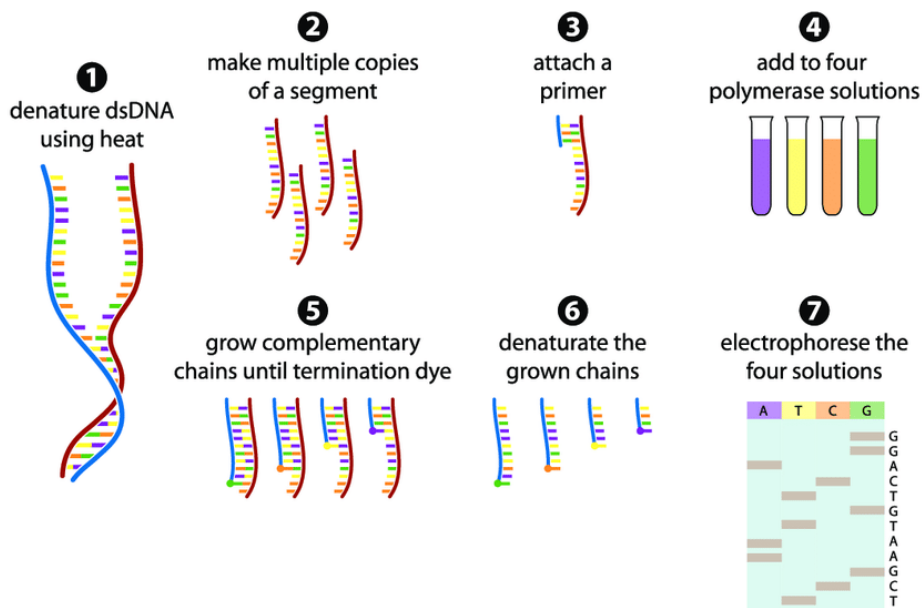 1
denature dsDNA
using heat
2
make multiple copies
of a segment
3
attach a
primer
4
add to four
polymerase solutions
5
grow complementary
chains until termination dye
6
denaturate the
grown chains
7
electrophorese the
four solutions
A T C G
G
G
A
C
T
G
T
A
A
G
C
T